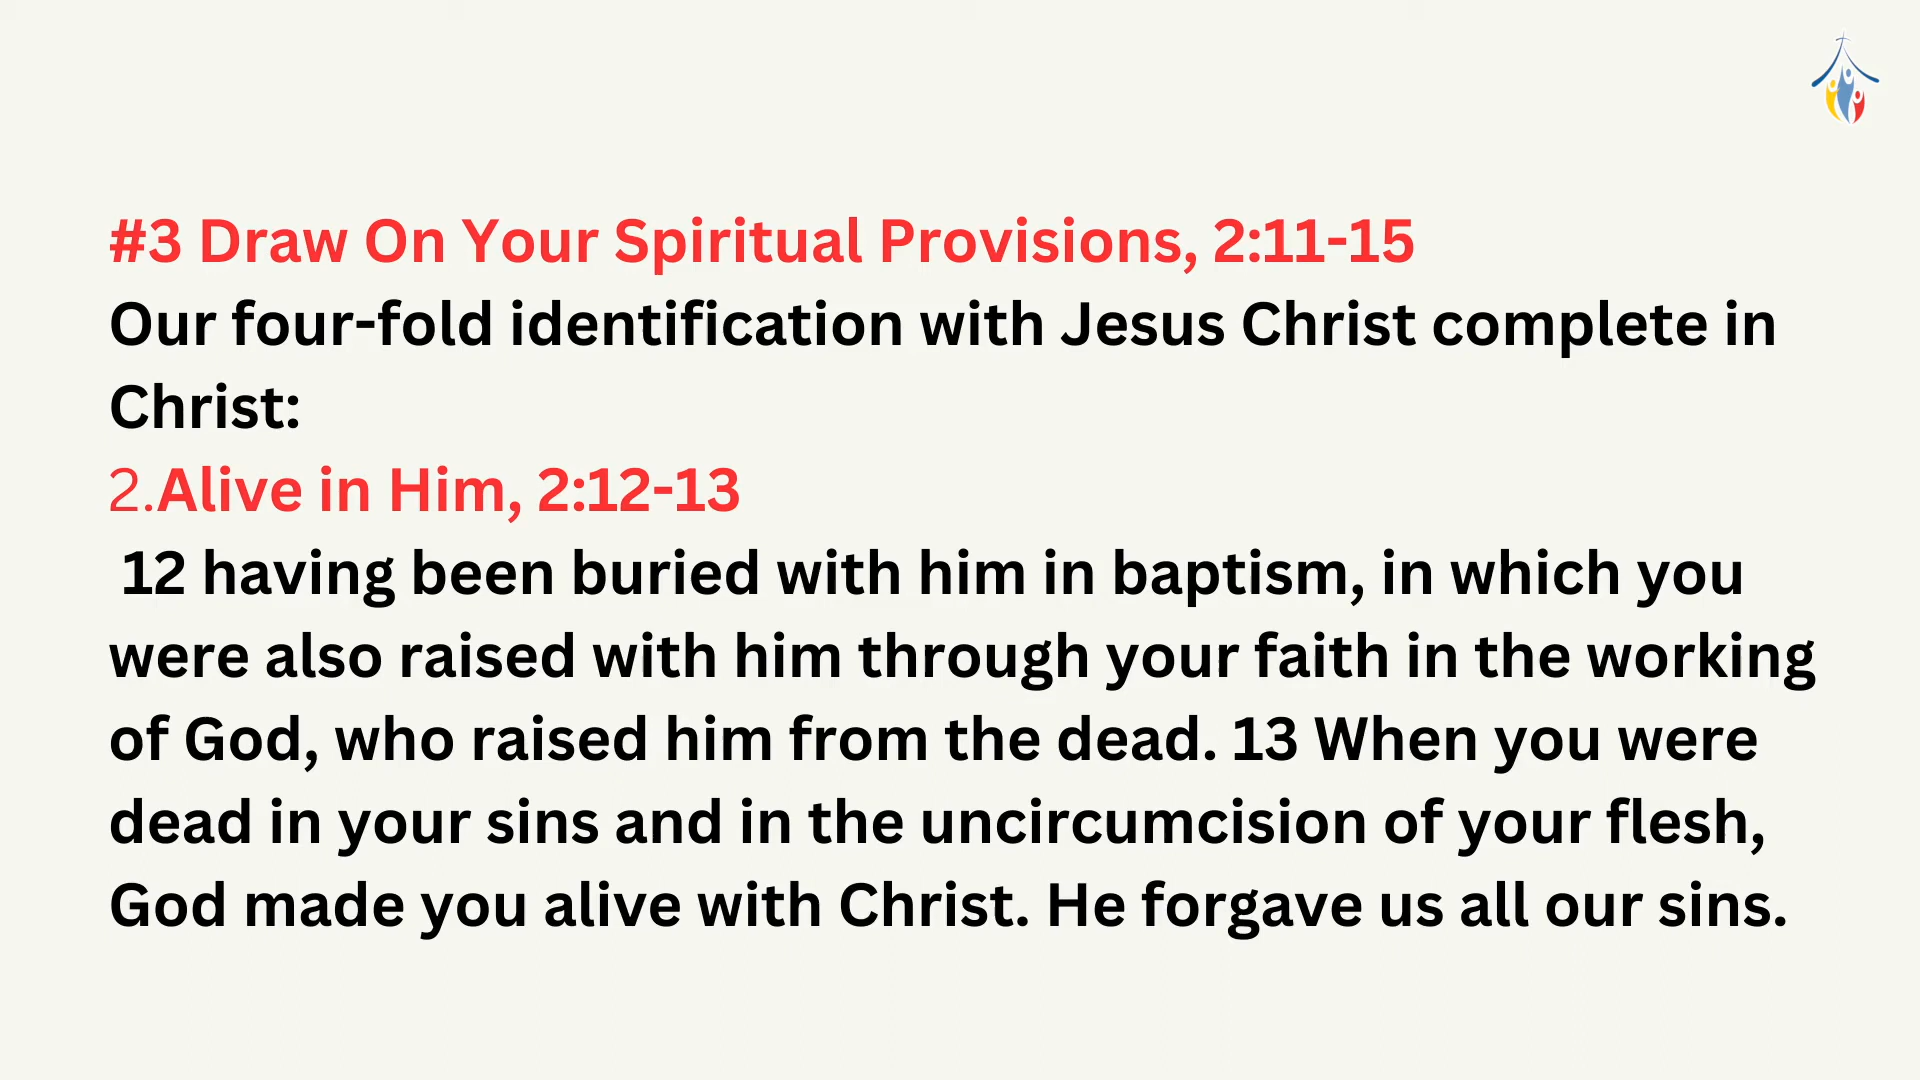 #3 Draw On Your Spiritual Provisions, 2:11-15
Our four-fold identification with Jesus Christ complete in
Christ:
2.Alive in Him, 2:12-13
12 having been buried with him in baptism, in which you
were also raised with him through your faith in the working
of God, who raised him from the dead. 13 When you were
dead in your sins and in the uncircumcision of your flesh,
God made you alive with Christ. He forgave us all our sins.